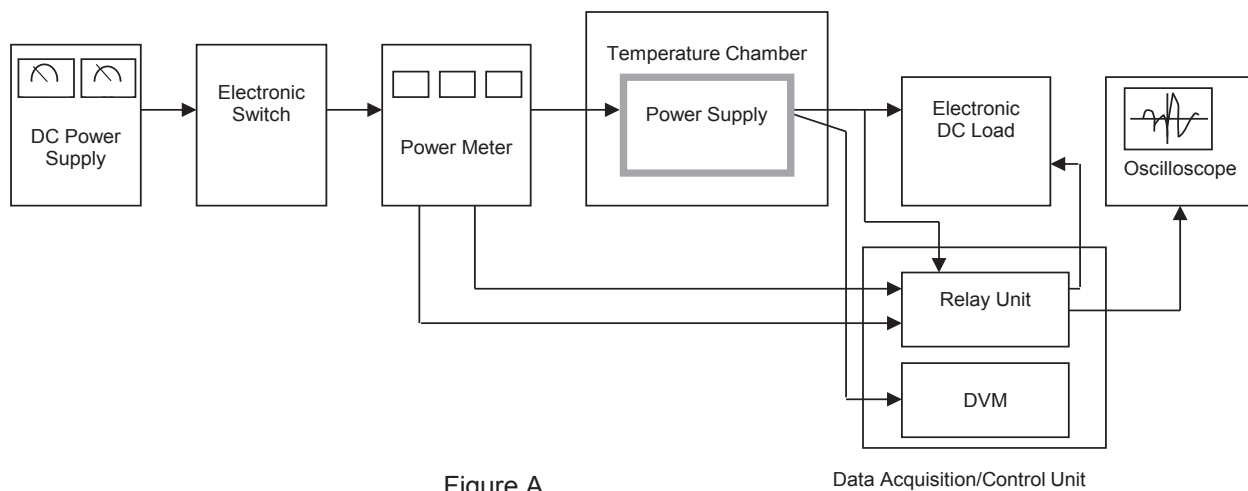 Temperature Chamber
DC Power
Supply
Electronic
Switch
Power Meter
Power Supply
Electronic
DC Load
Oscilloscope
Relay Unit
DVM
Figure A
Data Acquisition/Control Unit